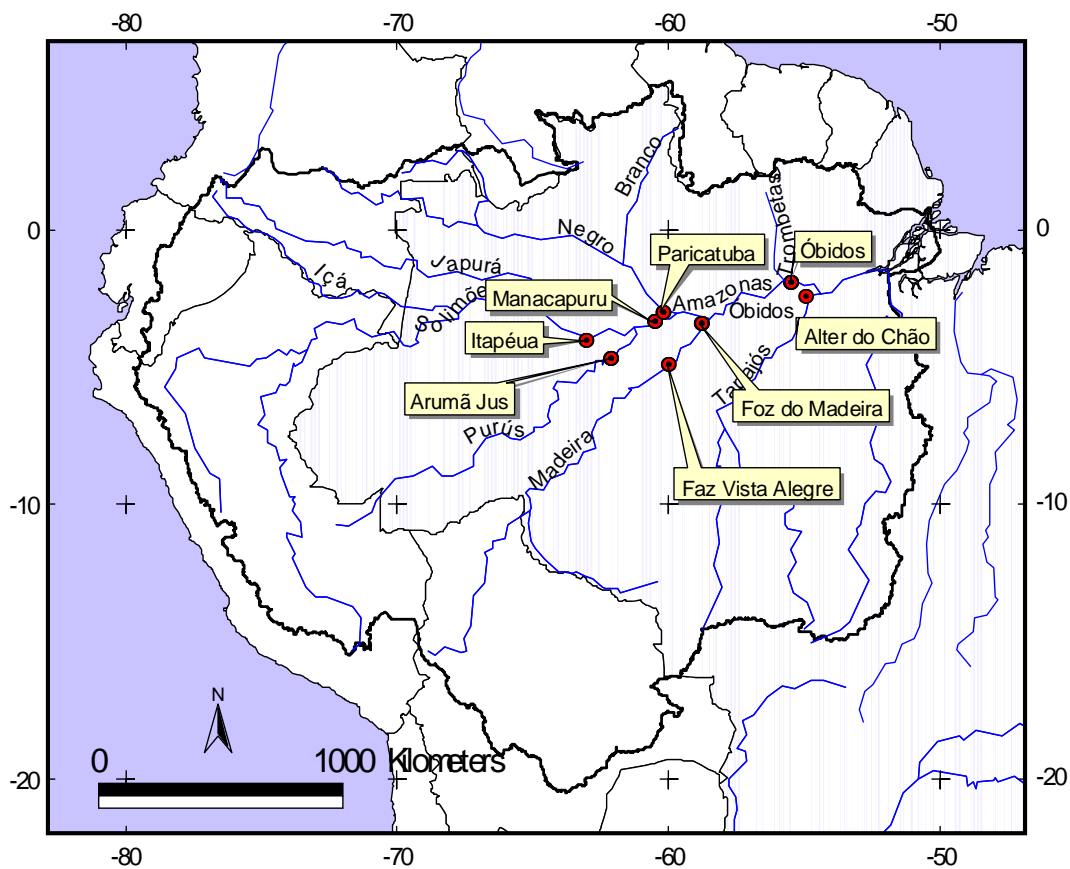 -80 -70 -60 -50
Branco
Trombetas
0 0
Negro
Paricatuba
Óbidos
Japurá
Içá
Manacapuru
Amazonas
Solimões
Óbidos
Itapéua
Alter do Chão
Arumã Jus
Foz do Madeira
Tapajós
Purús
Madeira
Faz Vista Alegre
-10 -10
N
0 1000 Kilometers
-20 -20
-80 -70 -60 -50